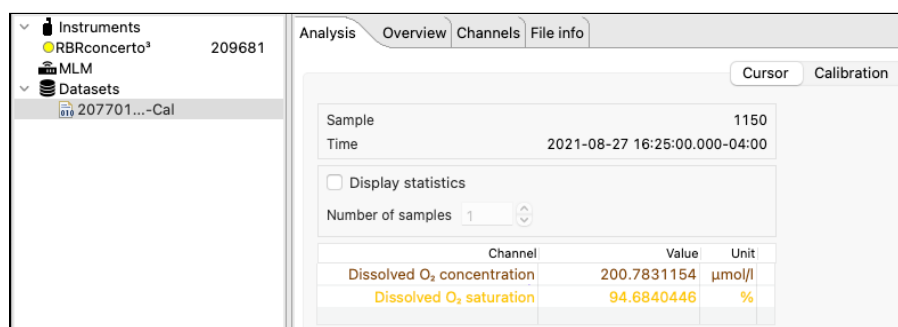 Instruments
RBRconcerto³ 209681
MLM
Datasets
207701...-Cal
Analysis Overview Channels File info
Cursor Calibration
Sample 1150
Time 2021-08-27 16:25:00.000-04:00
Display statistics
Number of samples 1
Channel Value Unit
Dissolved O₂ concentration 200.7831154 µmol/l
Dissolved O₂ saturation 94.6840446 %